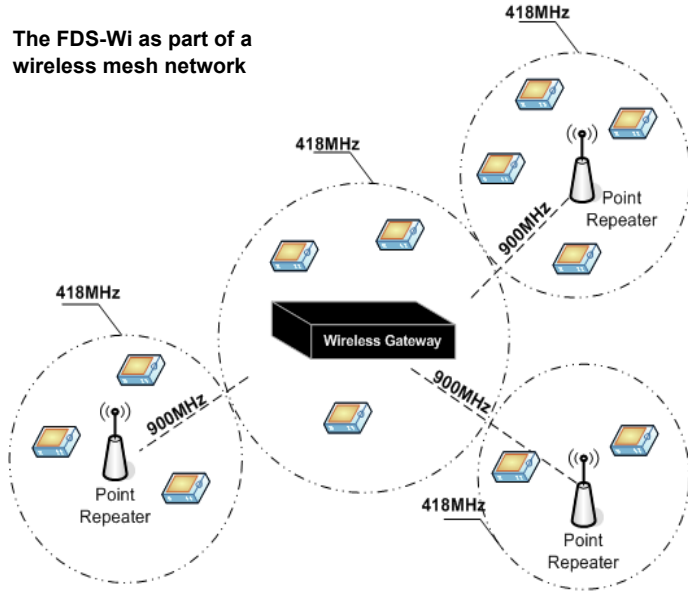 The FDS-Wi as part of a
wireless mesh network
418MHz
418MHz
Point
Repeater
900MHz
418MHz
Wireless Gateway
900MHz
900MHz
Point
Repeater
418MHz
Point
Repeater